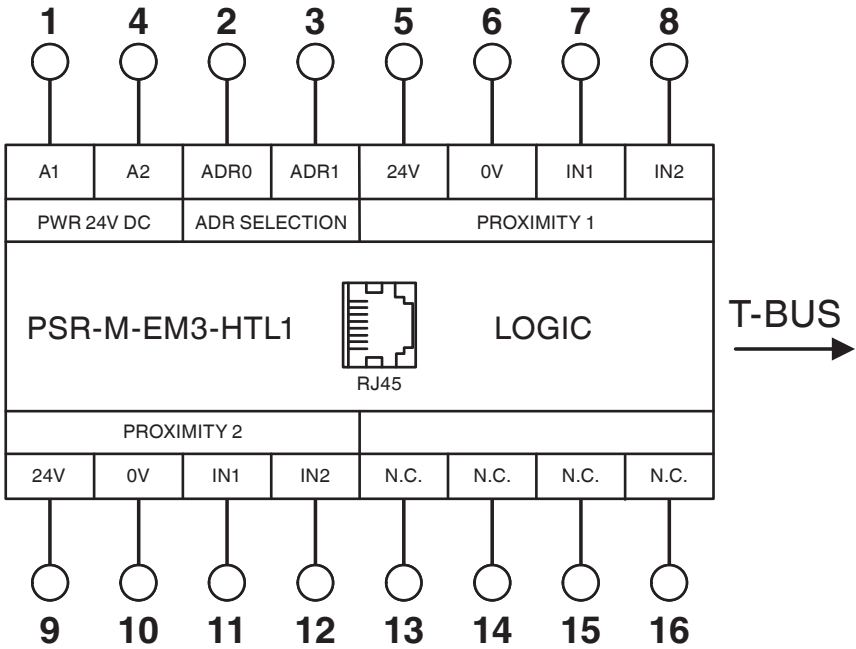 1 4 2 3 5 6 7 8
A1 A2 ADR0 ADR1 24V 0V IN1 IN2
PWR 24V DC ADR SELECTION PROXIMITY 1
PSR-M-EM3-HTL1 LOGIC
T-BUS
RJ45
PROXIMITY 2
24V 0V IN1 IN2 N.C. N.C. N.C. N.C.
9 10 11 12 13 14 15 16